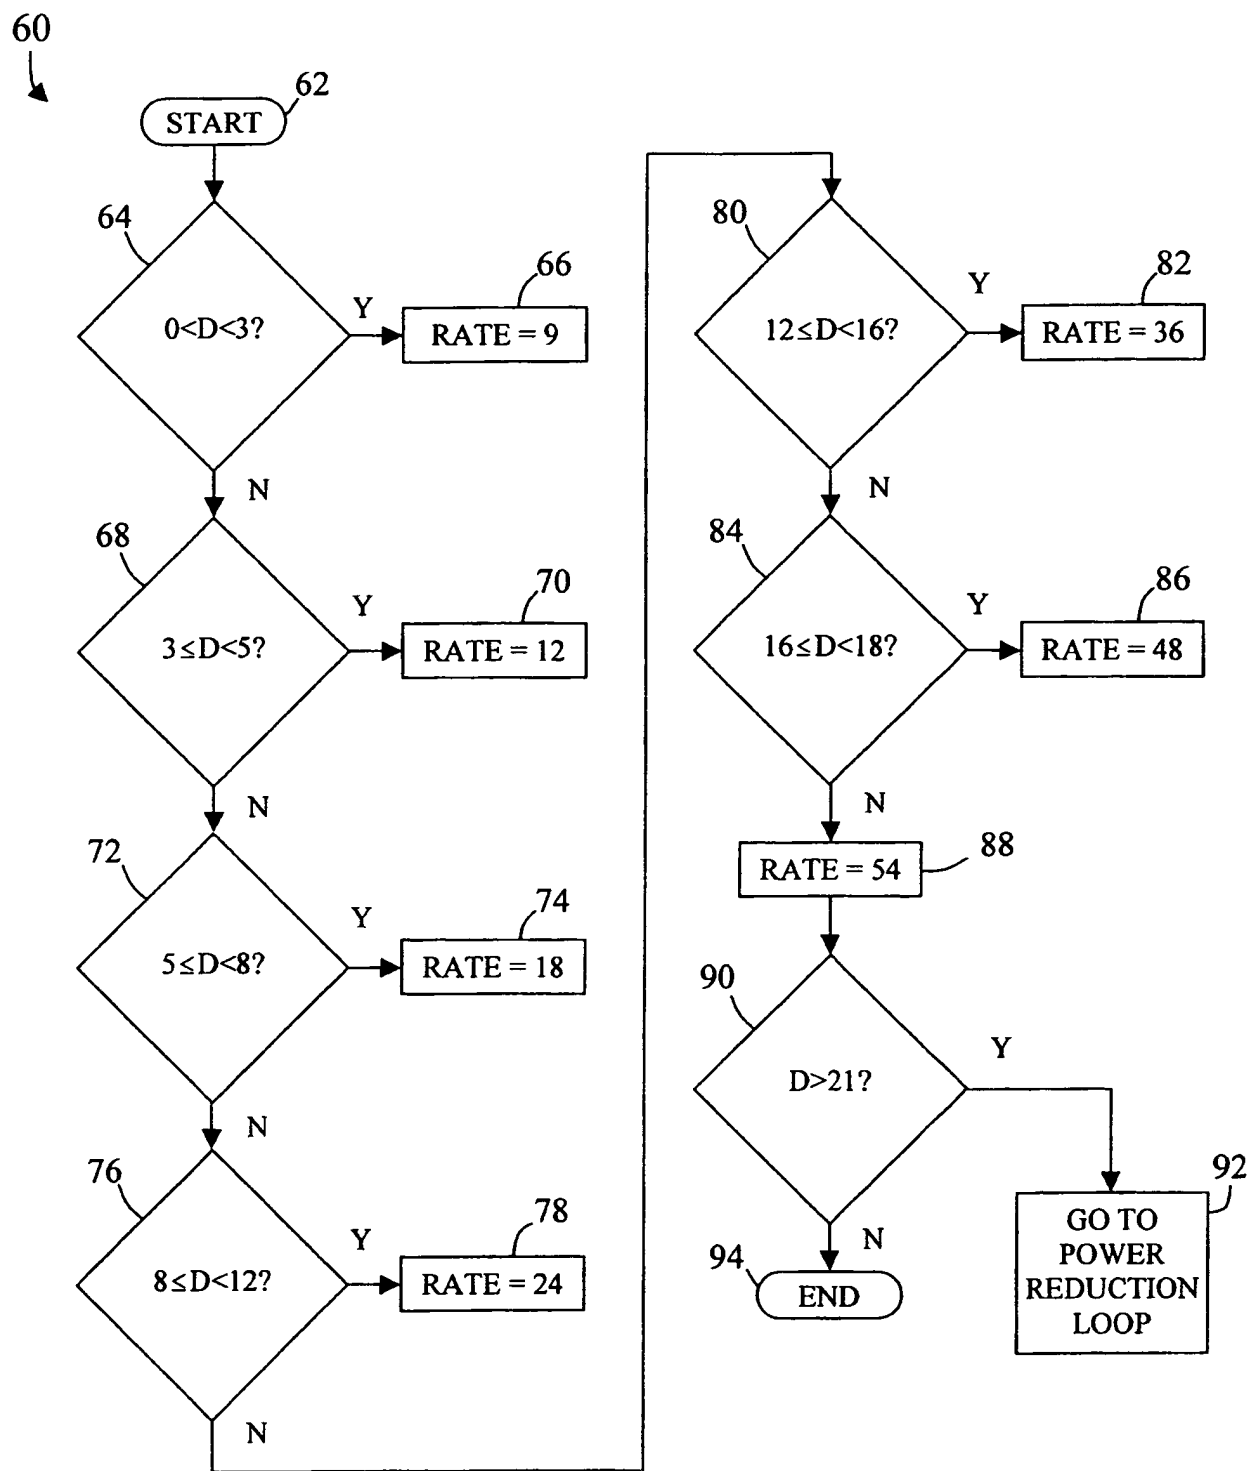 60
START
62
64
0<D<3?
Y
66
RATE = 9
N
68
3≤D<5?
Y
70
RATE = 12
N
72
5≤D<8?
Y
74
RATE = 18
N
76
8≤D<12?
Y
78
RATE = 24
N
80
12≤D<16?
Y
82
RATE = 36
N
84
16≤D<18?
Y
86
RATE = 48
N
RATE = 54
88
90
D>21?
Y
92
GO TO
POWER
REDUCTION
LOOP
N
94
END